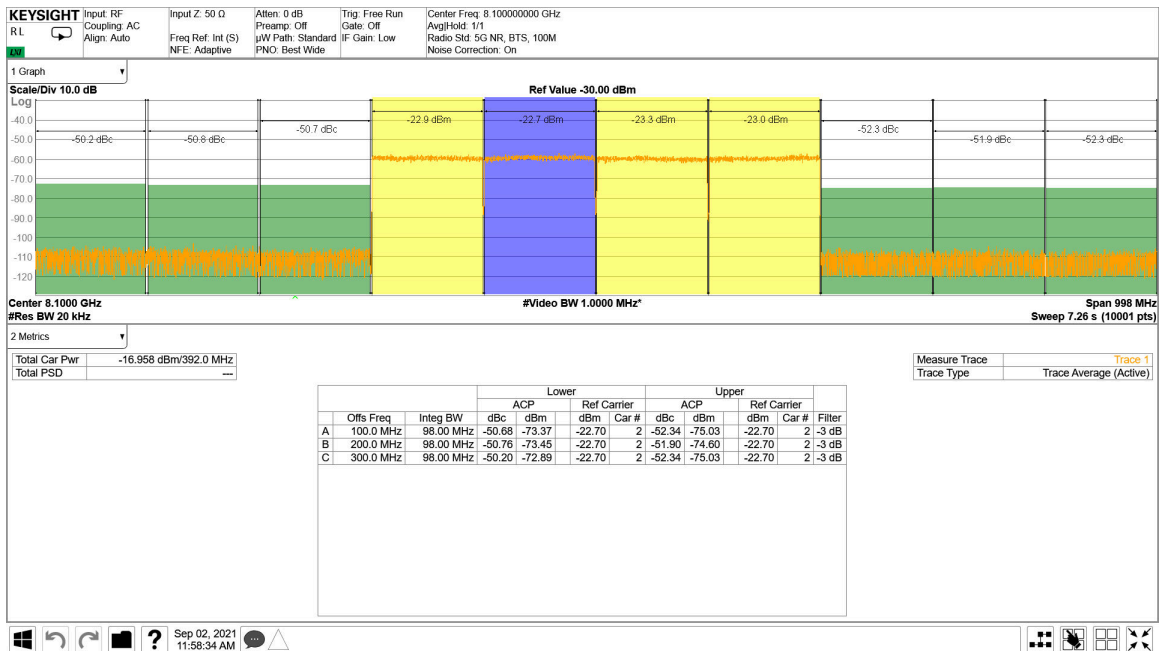 KEYSIGHT Input: RF Input Z: 50 Ω Atten: 0 dB Trig: Free Run Center Freq: 8.100000000 GHz
RL Coupling: AC Preamp: Off Gate: Off Avg|Hold: 1/1
Align: Auto Freq Ref: Int (S) µW Path: Standard IF Gain: Low Radio Std: 5G NR, BTS, 100M
LXI NFE: Adaptive PNO: Best Wide Noise Correction: On
1 Graph
Scale/Div 10.0 dB Ref Value -30.00 dBm
Log
-40.0 -22.9 dBm -22.7 dBm -23.3 dBm -23.0 dBm
-50.7 dBc -52.3 dBc
-50.0 -50.2 dBc -50.8 dBc -51.9 dBc -52.3 dBc
-60.0
-70.0
-80.0
-90.0
-100
-110
-120
Center 8.1000 GHz #Video BW 1.0000 MHz* Span 998 MHz
#Res BW 20 kHz Sweep 7.26 s (10001 pts)
2 Metrics
Total Car Pwr -16.958 dBm/392.0 MHz Measure Trace Trace 1
Total PSD --- Trace Type Trace Average (Active)
Lower Upper
ACP Ref Carrier ACP Ref Carrier
Offs Freq Integ BW dBc dBm dBm Car # dBc dBm dBm Car # Filter
A 100.0 MHz 98.00 MHz -50.68 -73.37 -22.70 2 -52.34 -75.03 -22.70 2 -3 dB
B 200.0 MHz 98.00 MHz -50.76 -73.45 -22.70 2 -51.90 -74.60 -22.70 2 -3 dB
C 300.0 MHz 98.00 MHz -50.20 -72.89 -22.70 2 -52.34 -75.03 -22.70 2 -3 dB
? Sep 02, 2021
11:58:34 AM